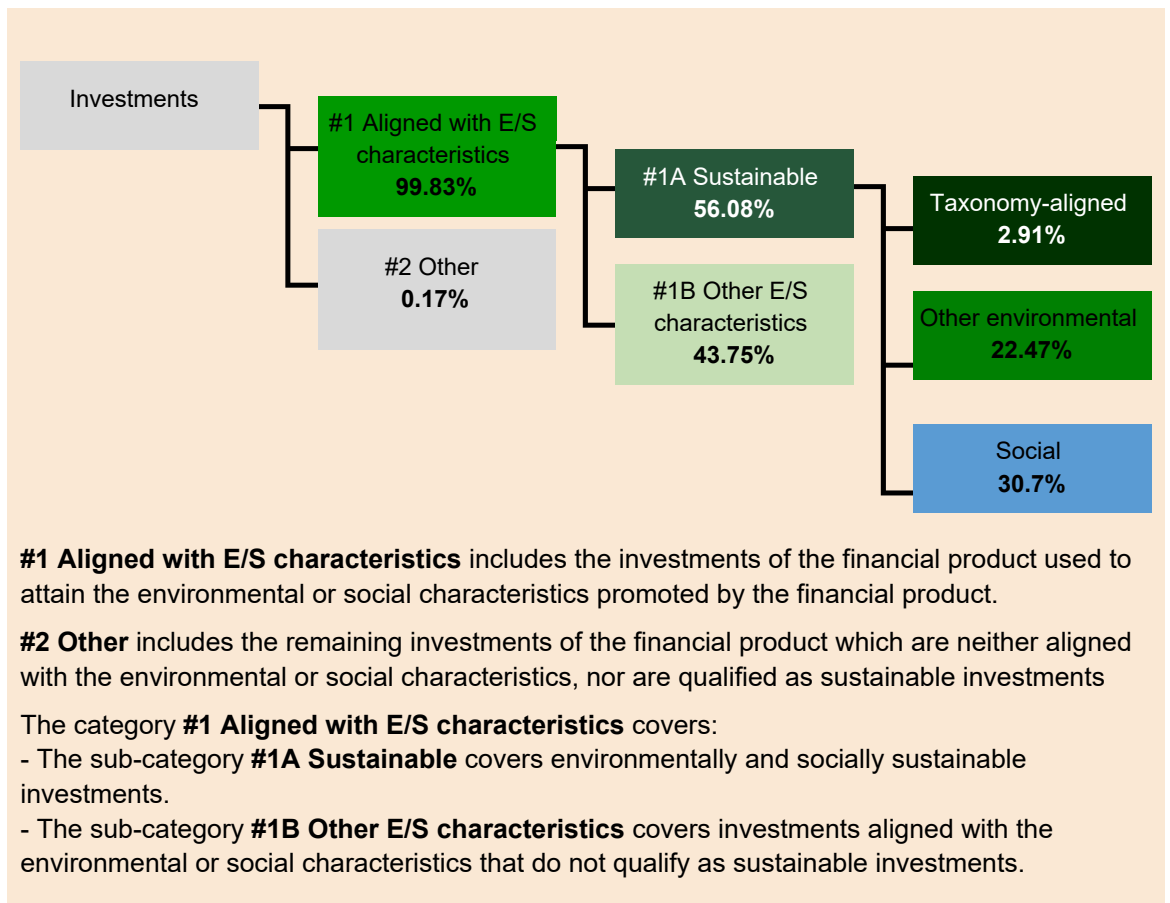 Investments
#1 Aligned with E/S
characteristics
99.83%
#2 Other
0.17%
#1A Sustainable
56.08%
#1B Other E/S
characteristics
43.75%
Taxonomy-aligned
2.91%
Other environmental
22.47%
Social
30.7%
#1 Aligned with E/S characteristics includes the investments of the financial product used to
attain the environmental or social characteristics promoted by the financial product.
#2 Other includes the remaining investments of the financial product which are neither aligned
with the environmental or social characteristics, nor are qualified as sustainable investments
The category #1 Aligned with E/S characteristics covers:
- The sub-category #1A Sustainable covers environmentally and socially sustainable
investments.
- The sub-category #1B Other E/S characteristics covers investments aligned with the
environmental or social characteristics that do not qualify as sustainable investments.